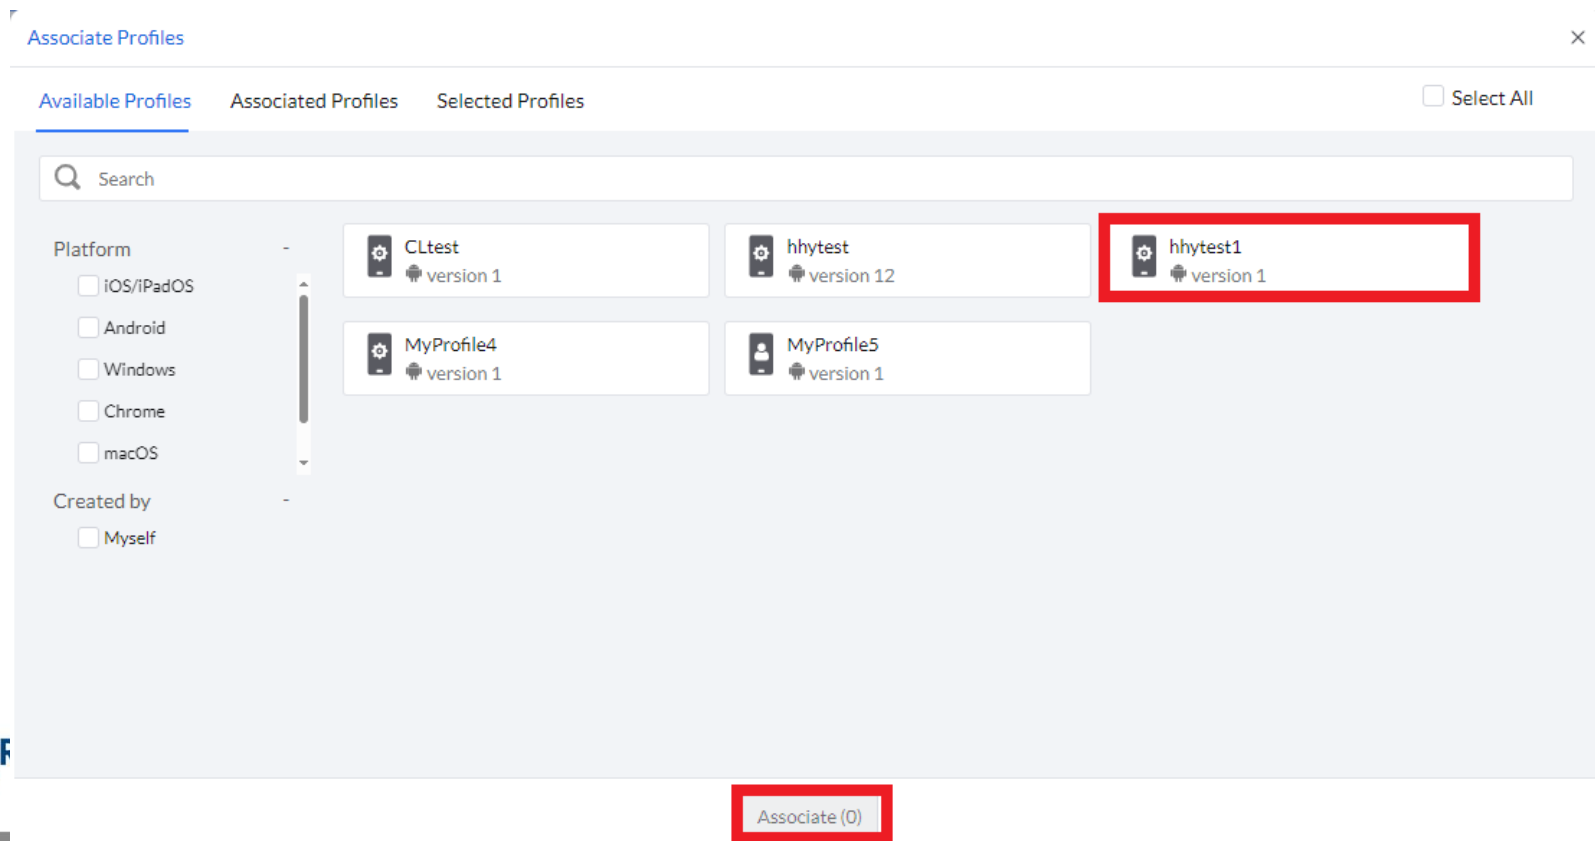 Associate Profiles
Available Profiles Associated Profiles Selected Profiles Select All
Search
Platform -
iOS/iPadOS
Android
Windows
Chrome
macOS
Created by -
Myself
CLtest
version 1
hhytest
version 12
hhytest1
version 1
MyProfile4
version 1
MyProfile5
version 1
Associate (0)